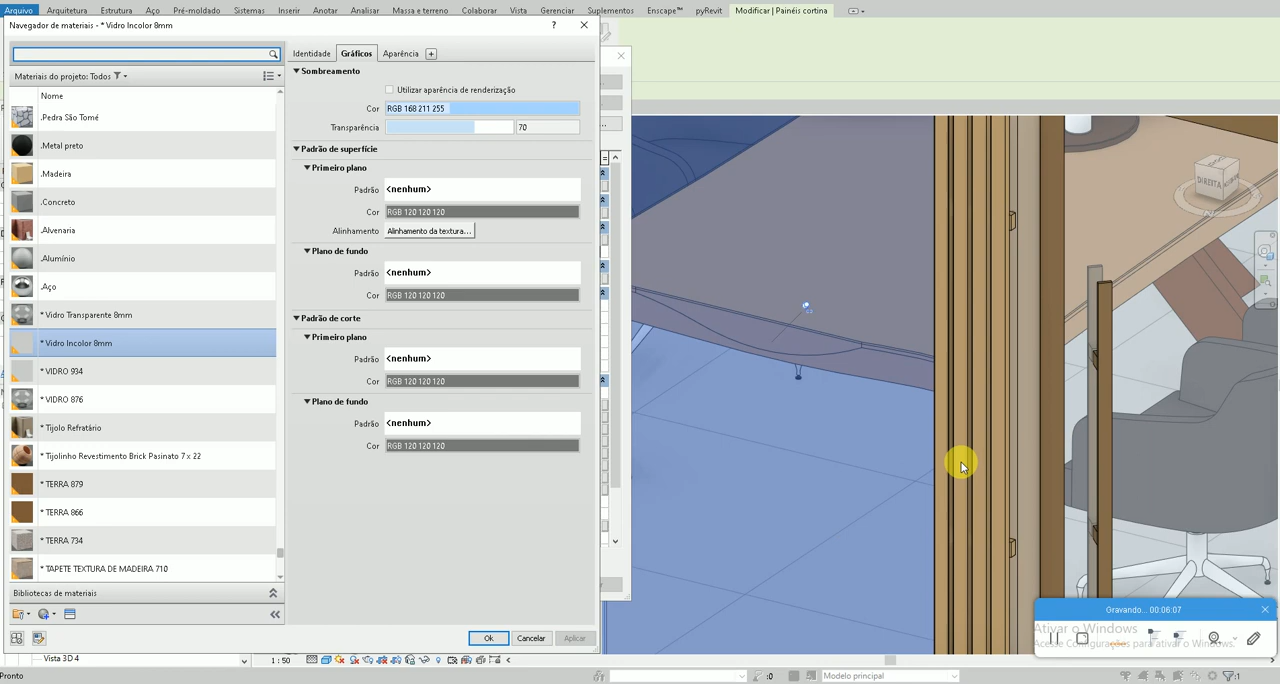 Arquivo Arquitetura Estrutura Aço Pré-moldado Sistemas Inserir Anotar Analisar Massa e terreno Colaborar Vista Gerenciar Suplementos Enscape™ pyRevit Modificar | Painéis cortina
Navegador de materiais - * Vidro Incolor 8mm
?
Identidade Gráficos Aparência
Materiais do projeto: Todos
Nome
.Pedra São Tomé
.Metal preto
.Madeira
.Concreto
.Alvenaria
.Alumínio
.Aço
* Vidro Transparente 8mm
* Vidro Incolor 8mm
* VIDRO 934
* VIDRO 876
* Tijolo Refratário
* Tijolinho Revestimento Brick Pasinato 7 x 22
* TERRA 879
* TERRA 866
* TERRA 734
* TAPETE TEXTURA DE MADEIRA 710
Bibliotecas de materiais
Sombreamento
Utilizar aparência de renderização
Cor RGB 168 211 255
Transparência 70
Padrão de superfície
Primeiro plano
Padrão <nenhum>
Cor RGB 120 120 120
Alinhamento Alinhamento da textura...
Plano de fundo
Padrão <nenhum>
Cor RGB 120 120 120
Padrão de corte
Primeiro plano
Padrão <nenhum>
Cor RGB 120 120 120
Plano de fundo
Padrão <nenhum>
Cor RGB 120 120 120
Ok Cancelar Aplicar
DIREITA
Gravando... 00:06:07
Ativar o Windows
Acesse Configurações para ativar o Windows.
Vista 3D 4
1 : 50
Pronto
:0
Modelo principal
:1